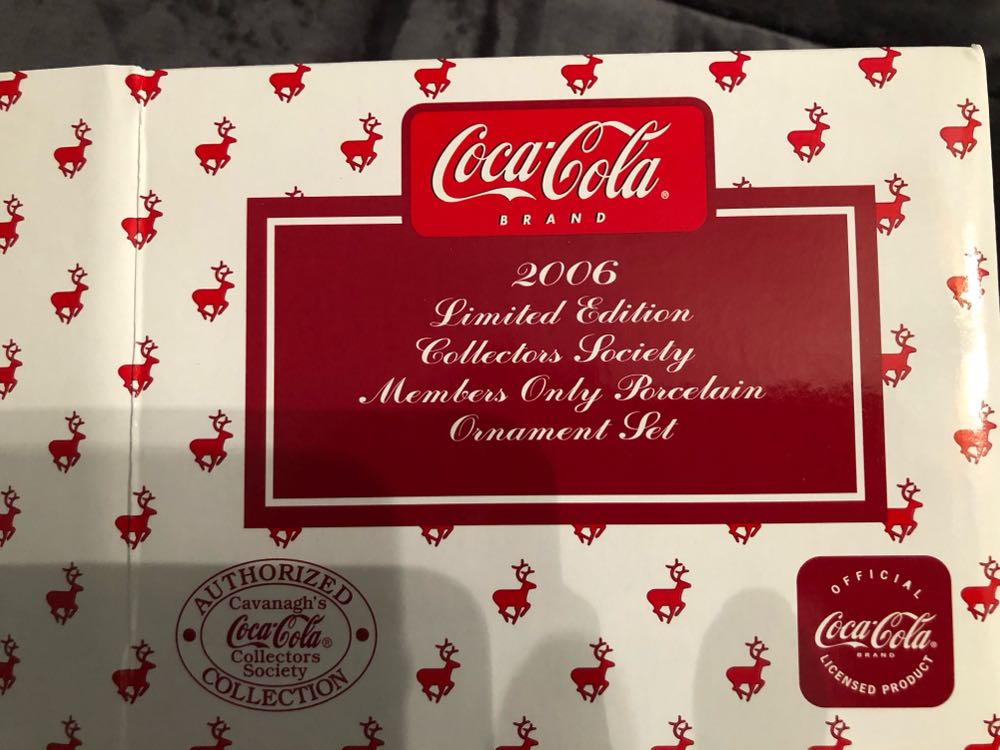 Coca-Cola®
BRAND
2006
Limited Edition
Collectors Society
Members Only Porcelain
Ornament Set
AUTHORIZED
Cavanagh's
Coca-Cola®
Collectors
Society
COLLECTION
OFFICIAL
Coca-Cola®
BRAND
LICENSED PRODUCT